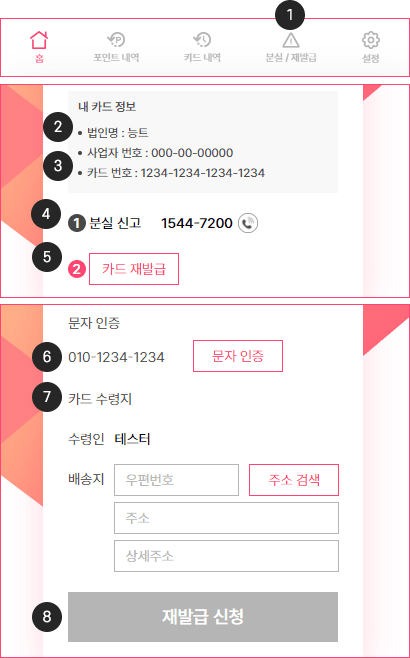 1
홈 포인트 내역 카드 내역 분실 / 재발급 설정
내 카드 정보
2 • 법인명 : 능트
• 사업자 번호 : 000-00-00000
3 • 카드 번호 : 1234-1234-1234-1234
4 1 분실 신고 1544-7200
5 2 카드 재발급
문자 인증
6 010-1234-1234 문자 인증
7 카드 수령지
수령인 테스터
배송지 우편번호 주소 검색
주소
상세주소
8 재발급 신청